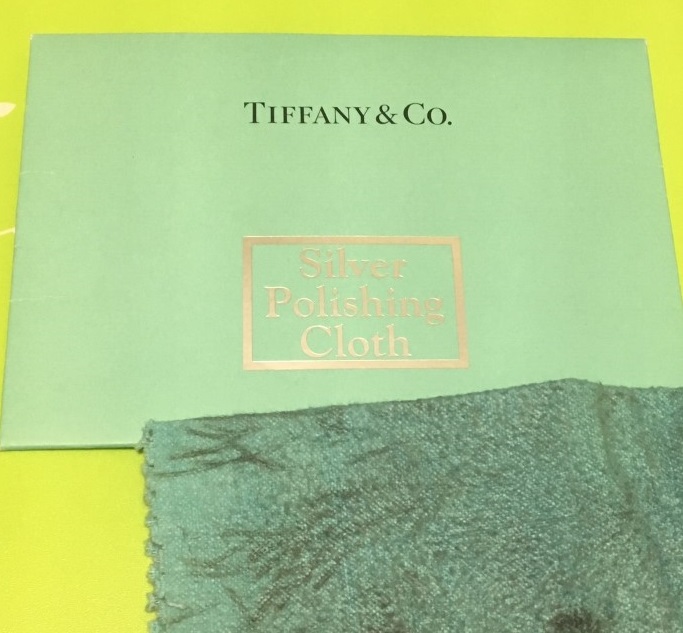 TIFFANY & CO.
Silver
Polishing
Cloth